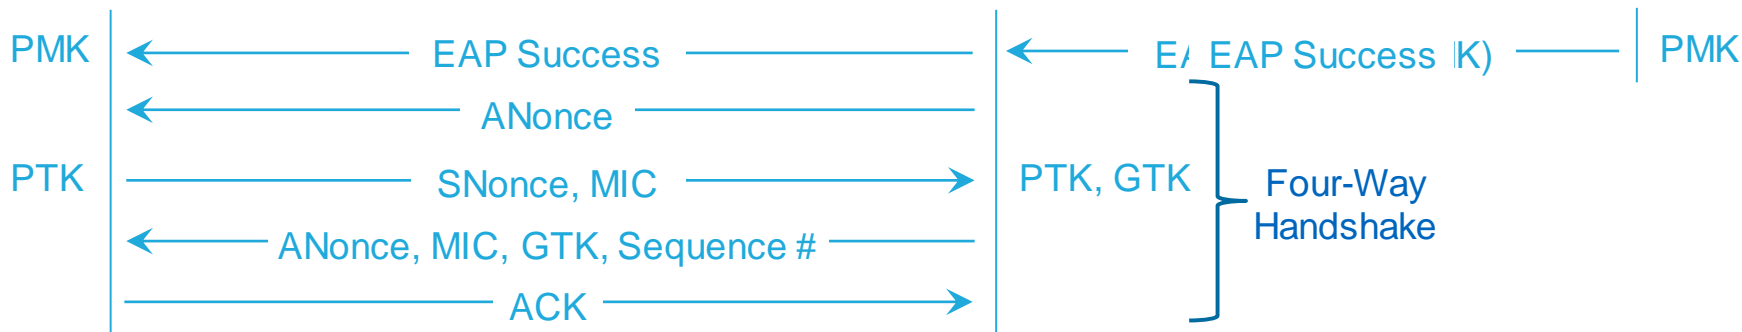 PMK
EAP Success
EAP Success K)
PMK
ANonce
PTK
SNonce, MIC
PTK, GTK
Four-Way
Handshake
ANonce, MIC, GTK, Sequence #
ACK